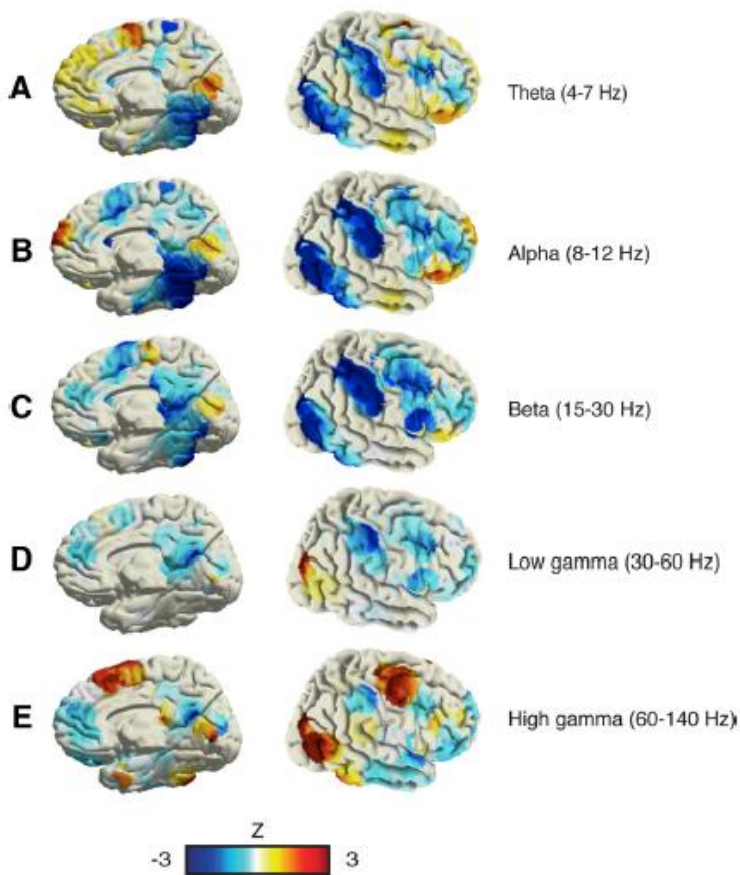 A
Theta (4-7 Hz)
B
Alpha (8-12 Hz)
C
Beta (15-30 Hz)
D
Low gamma (30-60 Hz)
E
High gamma (60-140 Hz)
Z
-3 3